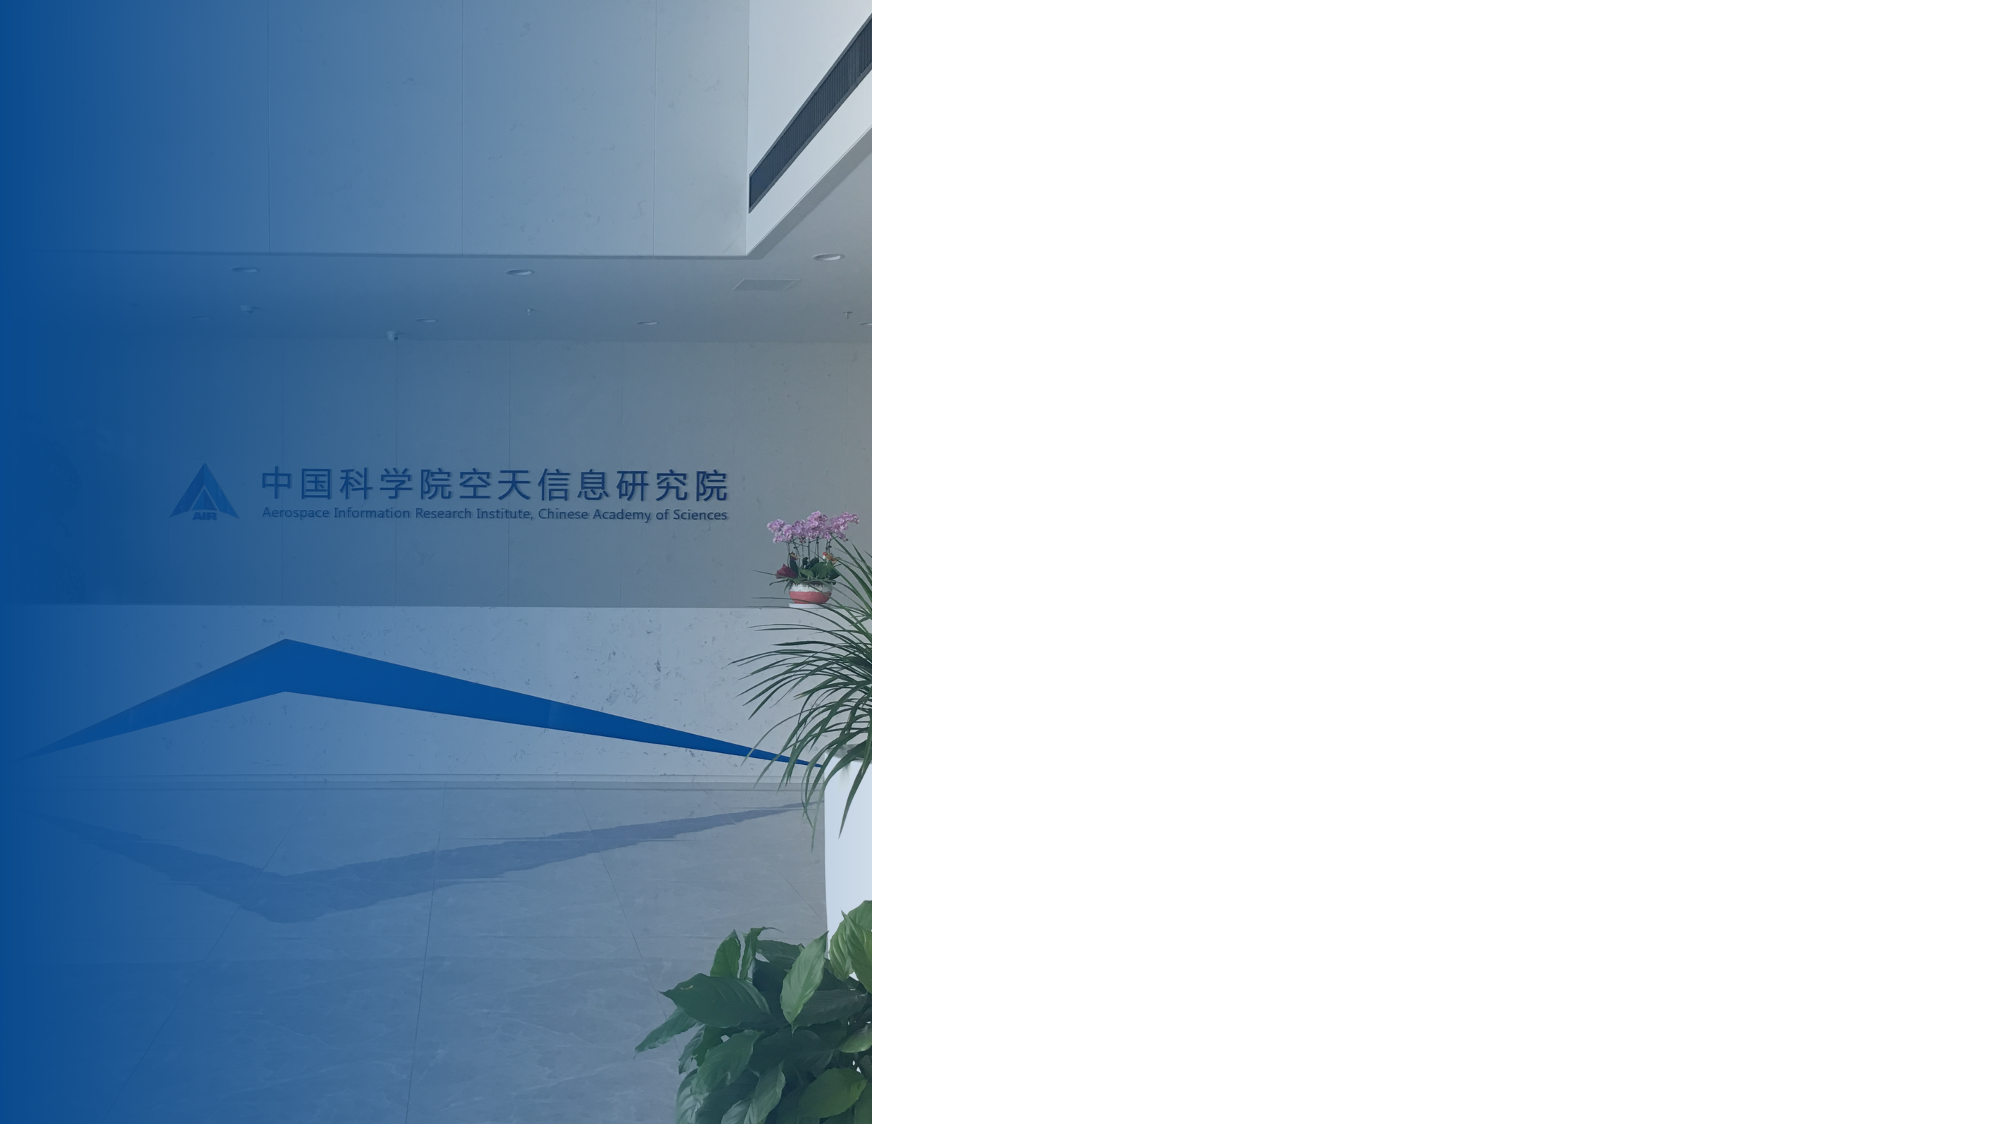 中国科学院空天信息研究院
Aerospace Information Research Institute, Chinese Academy of Sciences
AIR